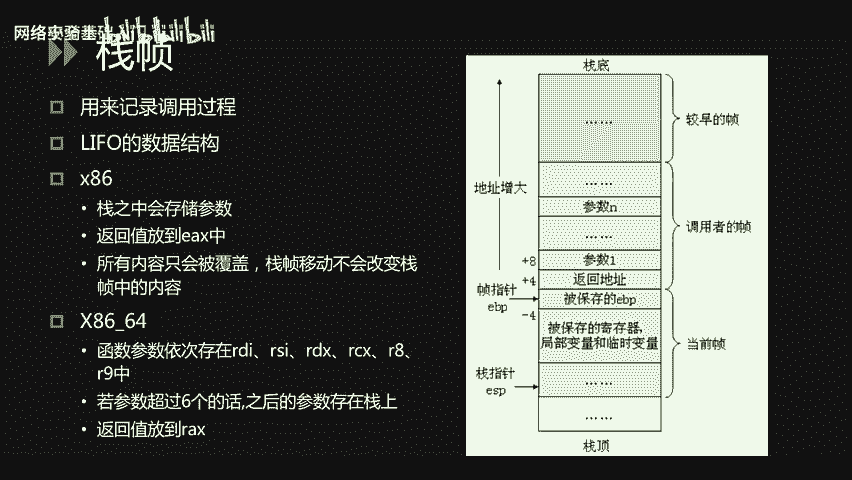 网络安全基础入门 bilibili
栈帧
用来记录调用过程
LIFO的数据结构
x86
栈之中会存储参数
返回值放到eax中
所有内容只会被覆盖，栈帧移动不会改变栈
帧中的内容
X86_64
函数参数依次存在rdi、rsi、rdx、rcx、r8、
r9中
若参数超过6个的话,之后的参数存在栈上
返回值放到rax
栈底
……
较早的帧
地址增大
……
参数n
……
调用者的帧
+8
参数1
+4
返回地址
帧指针
ebp
被保存的ebp
-4
被保存的寄存器,
局部变量和临时变量
当前帧
栈指针
esp
……
……
栈顶